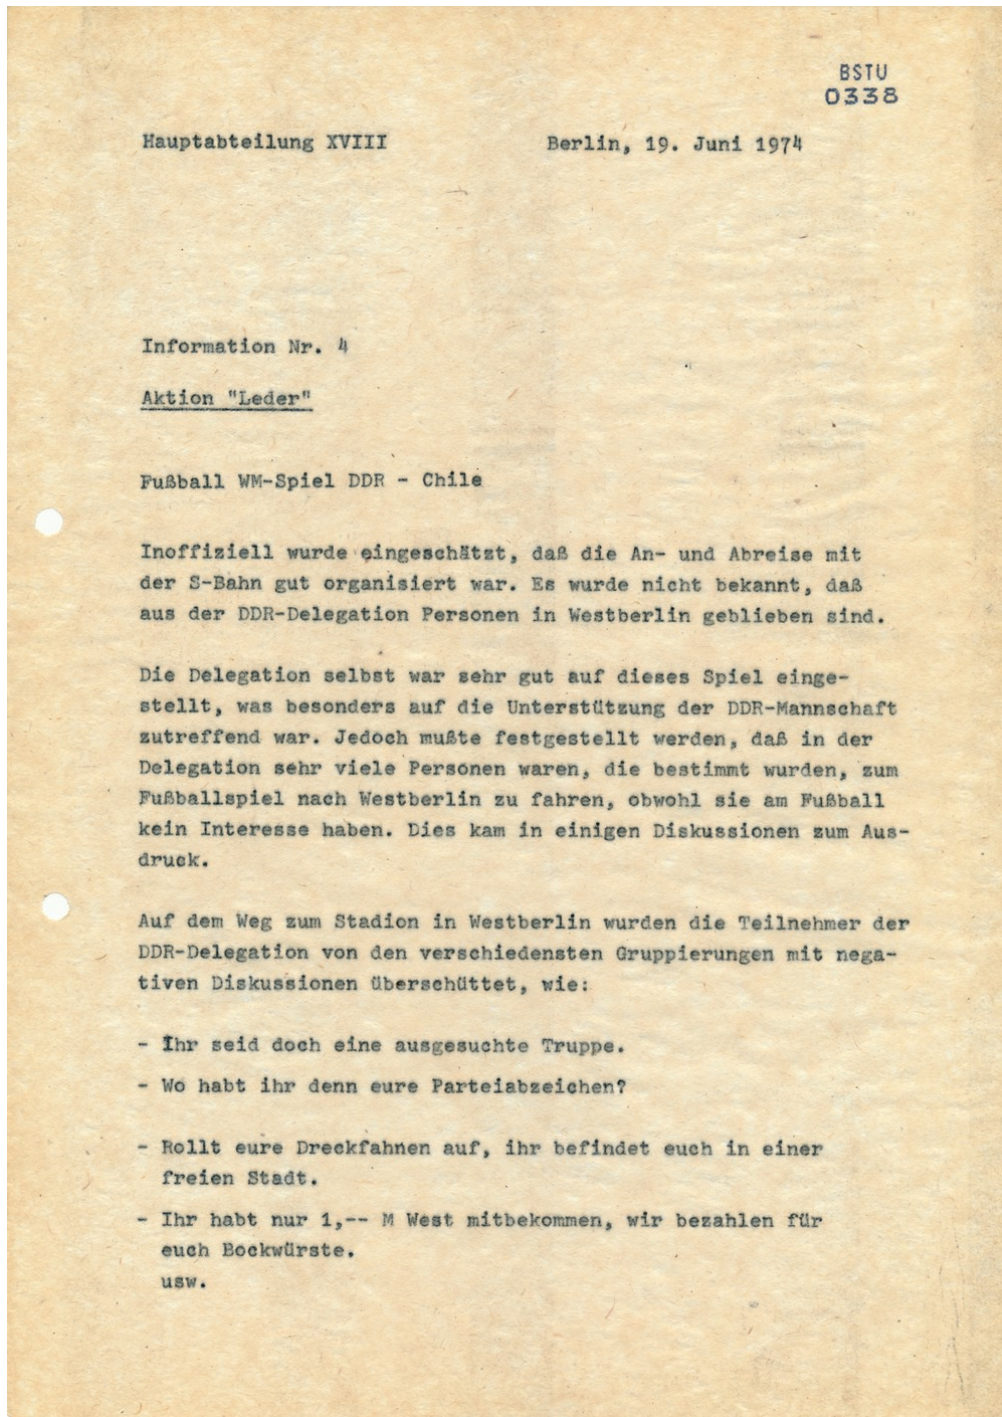 BSTU
0338
Hauptabteilung XVIII
Berlin, 19. Juni 1974
Information Nr. 4
Aktion "Leder"
Fußball WM-Spiel DDR - Chile
Inoffiziell wurde eingeschätzt, daß die An- und Abreise mit
der S-Bahn gut organisiert war. Es wurde nicht bekannt, daß
aus der DDR-Delegation Personen in Westberlin geblieben sind.
Die Delegation selbst war sehr gut auf dieses Spiel einge-
stellt, was besonders auf die Unterstützung der DDR-Mannschaft
zutreffend war. Jedoch mußte festgestellt werden, daß in der
Delegation sehr viele Personen waren, die bestimmt wurden, zum
Fußballspiel nach Westberlin zu fahren, obwohl sie am Fußball
kein Interesse haben. Dies kam in einigen Diskussionen zum Aus-
druck.
Auf dem Weg zum Stadion in Westberlin wurden die Teilnehmer der
DDR-Delegation von den verschiedensten Gruppierungen mit nega-
tiven Diskussionen überschüttet, wie:
- Ihr seid doch eine ausgesuchte Truppe.
- Wo habt ihr denn eure Parteiabzeichen?
- Rollt eure Dreckfahnen auf, ihr befindet euch in einer
freien Stadt.
- Ihr habt nur 1,-- M West mitbekommen, wir bezahlen für
euch Bockwürste.
usw.